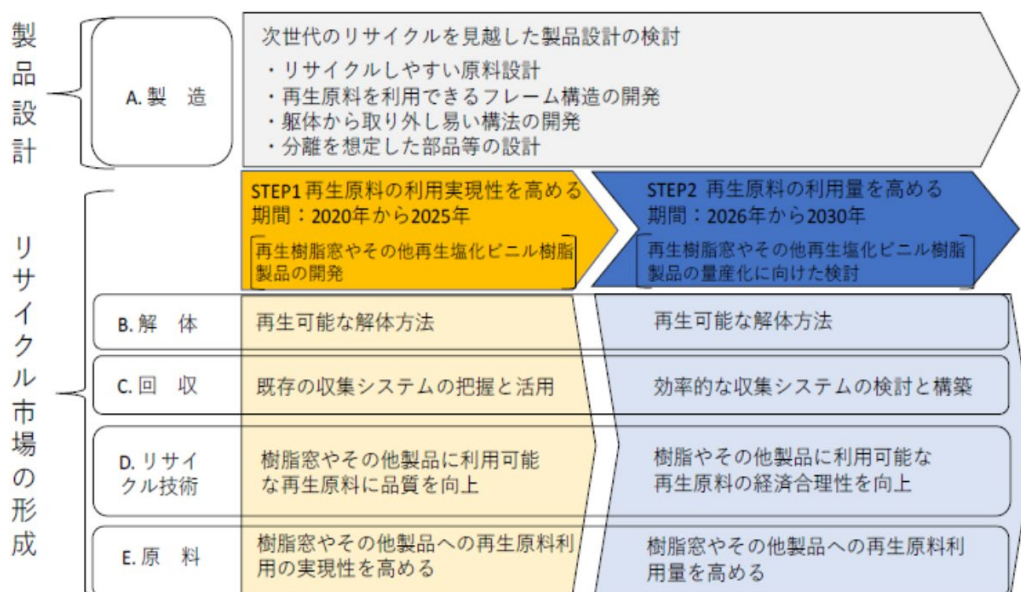 製品設計
A. 製　造
次世代のリサイクルを見越した製品設計の検討
・リサイクルしやすい原料設計
・再生原料を利用できるフレーム構造の開発
・躯体から取り外し易い構法の開発
・分離を想定した部品等の設計
リサイクル市場の形成
STEP1 再生原料の利用実現性を高める
期間：2020年から2025年
再生樹脂窓やその他再生塩化ビニル樹脂
製品の開発
STEP2 再生原料の利用量を高める
期間：2026年から2030年
再生樹脂窓やその他再生塩化ビニル樹脂
製品の量産化に向けた検討
B. 解　体
再生可能な解体方法
再生可能な解体方法
C. 回　収
既存の収集システムの把握と活用
効率的な収集システムの検討と構築
D. リサイ
クル技術
樹脂窓やその他製品に利用可能
な再生原料に品質を向上
樹脂やその他製品に利用可能な
再生原料の経済合理性を向上
E. 原　料
樹脂窓やその他製品への再生原料利
用の実現性を高める
樹脂窓やその他製品への再生原料利
用量を高める